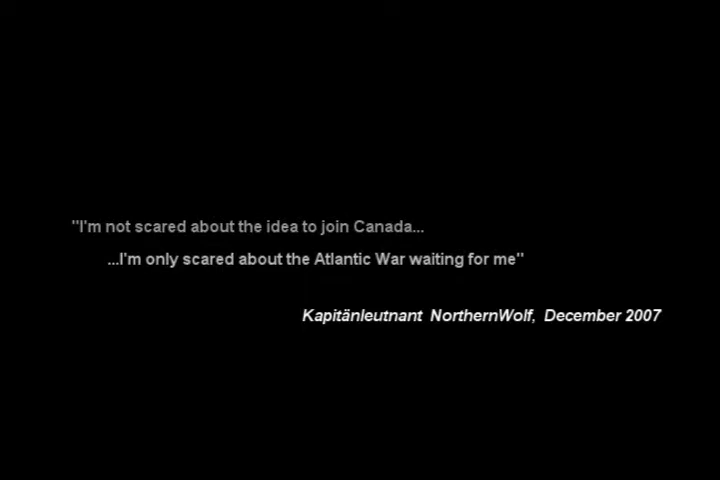 "I'm not scared about the idea to join Canada...
...I'm only scared about the Atlantic War waiting for me"
Kapitänleutnant NorthernWolf, December 2007